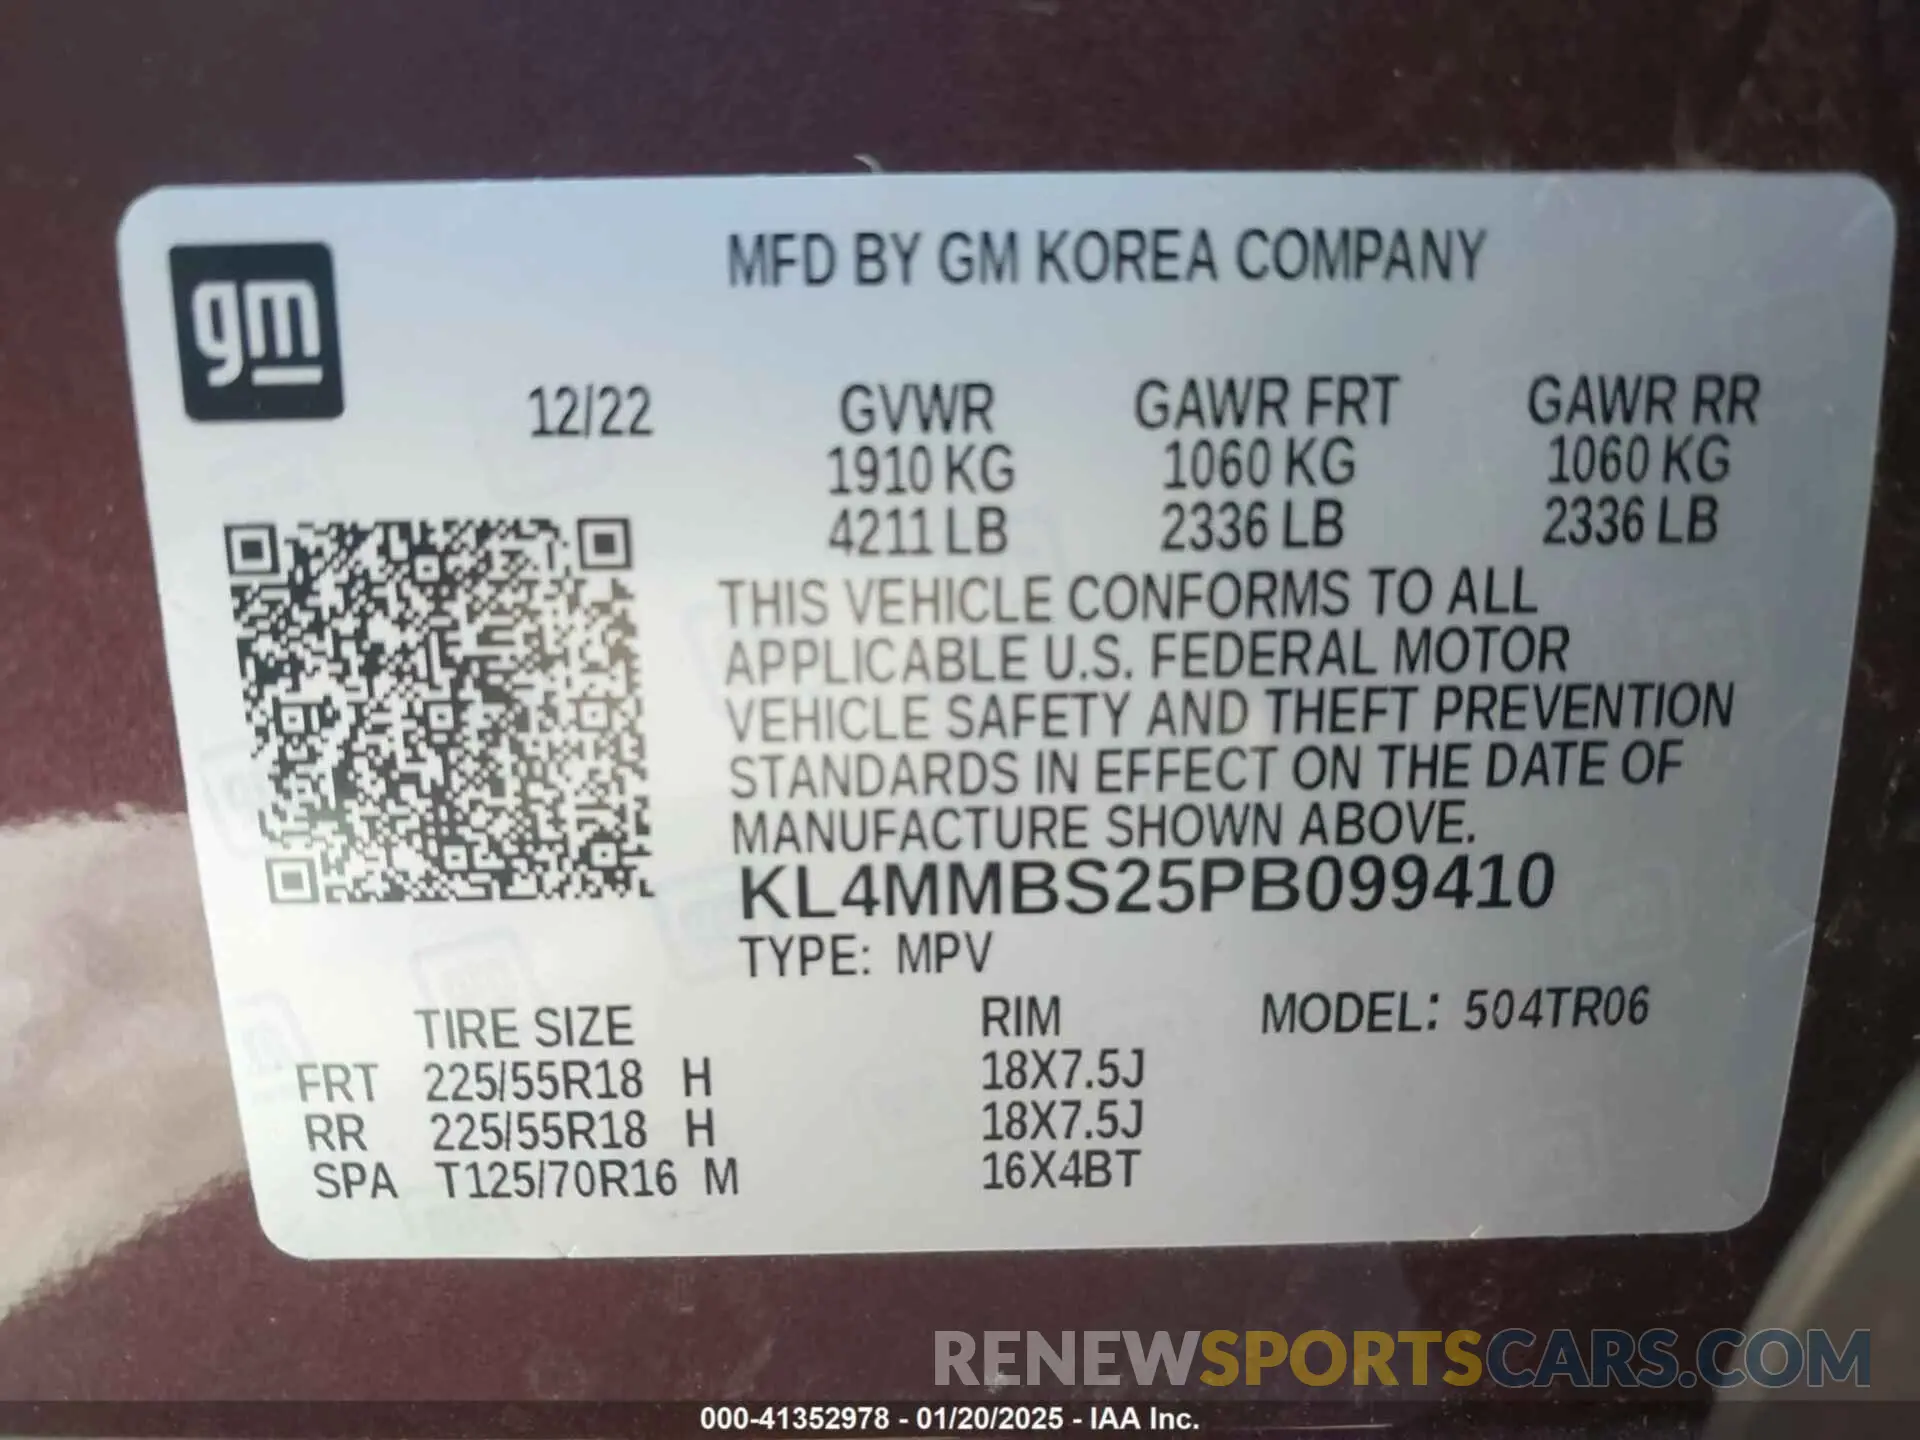 gm
MFD BY GM KOREA COMPANY
12/22 GVWR GAWR FRT GAWR RR
1910 KG 1060 KG 1060 KG
4211 LB 2336 LB 2336 LB
THIS VEHICLE CONFORMS TO ALL
APPLICABLE U.S. FEDERAL MOTOR
VEHICLE SAFETY AND THEFT PREVENTION
STANDARDS IN EFFECT ON THE DATE OF
MANUFACTURE SHOWN ABOVE.
KL4MMBS25PB099410
TYPE: MPV
TIRE SIZE RIM MODEL: 504TR06
FRT 225/55R18 H 18X7.5J
RR 225/55R18 H 18X7.5J
SPA T125/70R16 M 16X4BT
RENEWSPORTSCARS.COM
000-41352978 - 01/20/2025 - IAA Inc.